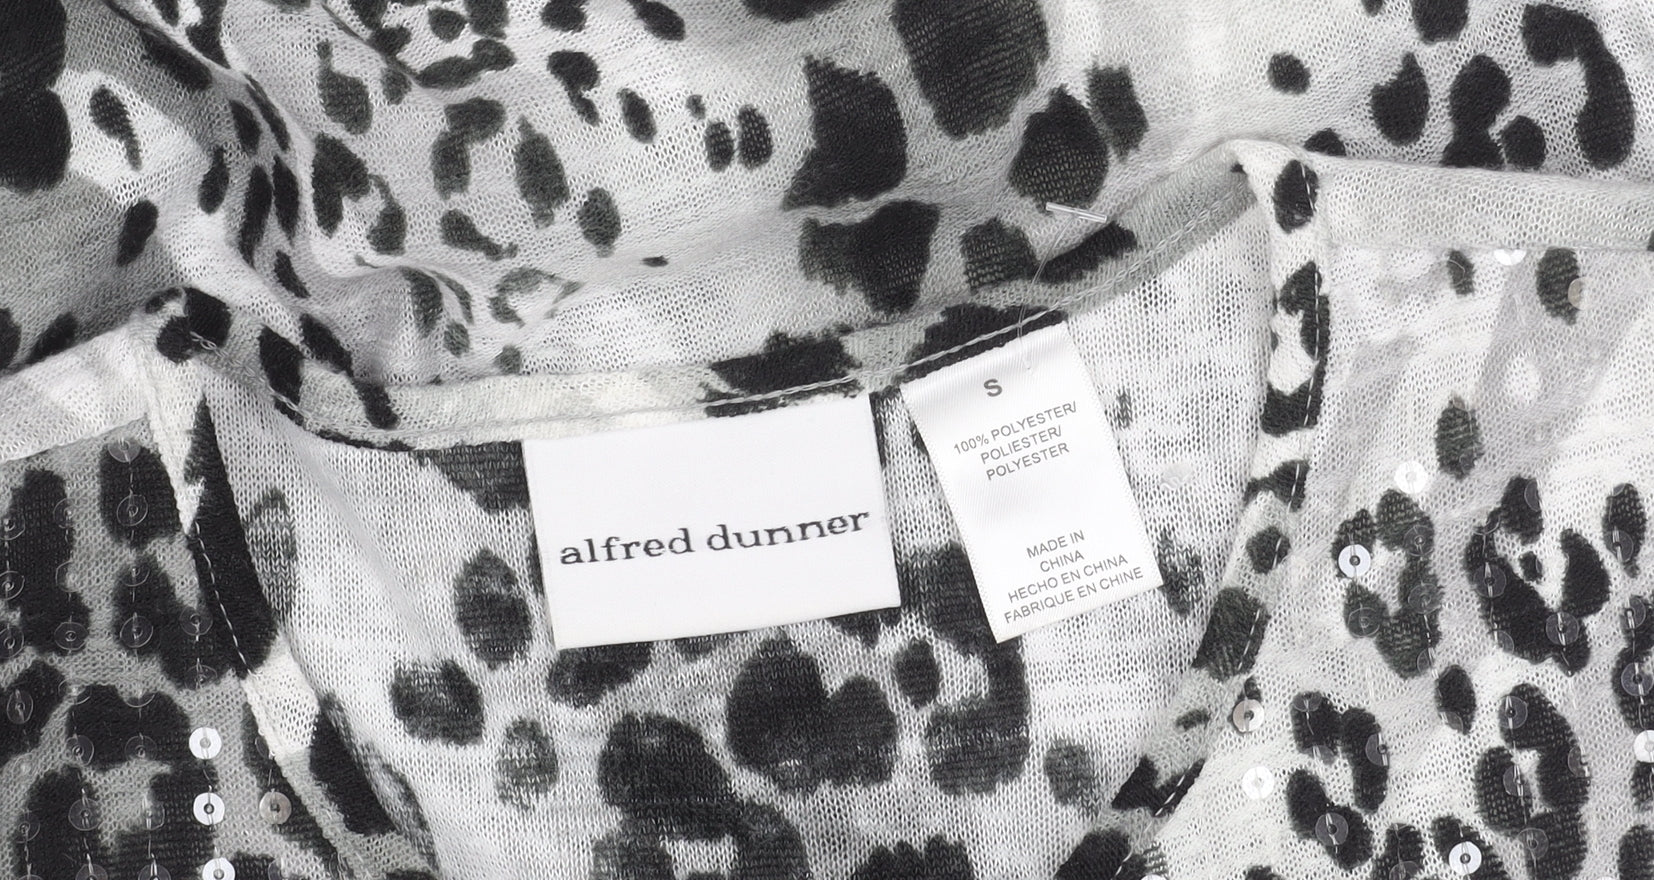 alfred dunner
S
100% POLYESTER/
POLIESTER/
POLYESTER
MADE IN
CHINA
HECHO EN CHINA
FABRIQUE EN CHINE